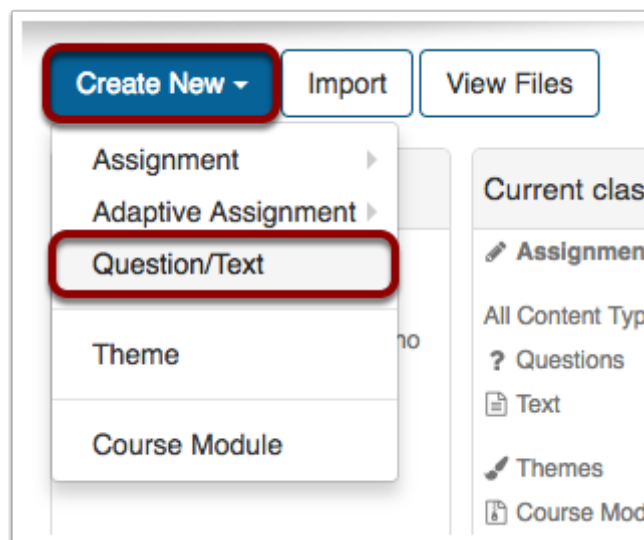 Create New Import View Files
Assignment
Adaptive Assignment
Question/Text
Theme
Course Module
Current clas
Assignmen
All Content Typ
? Questions
Text
Themes
Course Mod
no